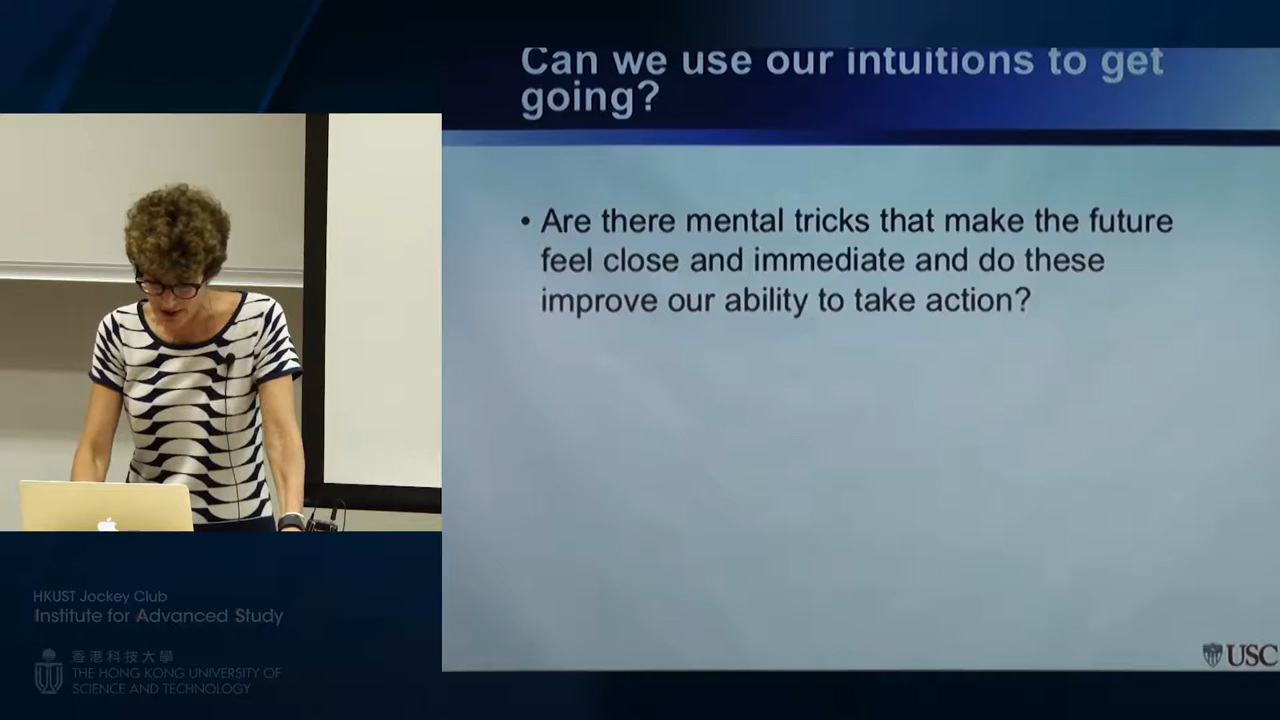 Can we use our intuitions to get
going?
• Are there mental tricks that make the future
feel close and immediate and do these
improve our ability to take action?
USC
HKUST Jockey Club
Institute for Advanced Study
香港科技大學
THE HONG KONG UNIVERSITY OF
SCIENCE AND TECHNOLOGY